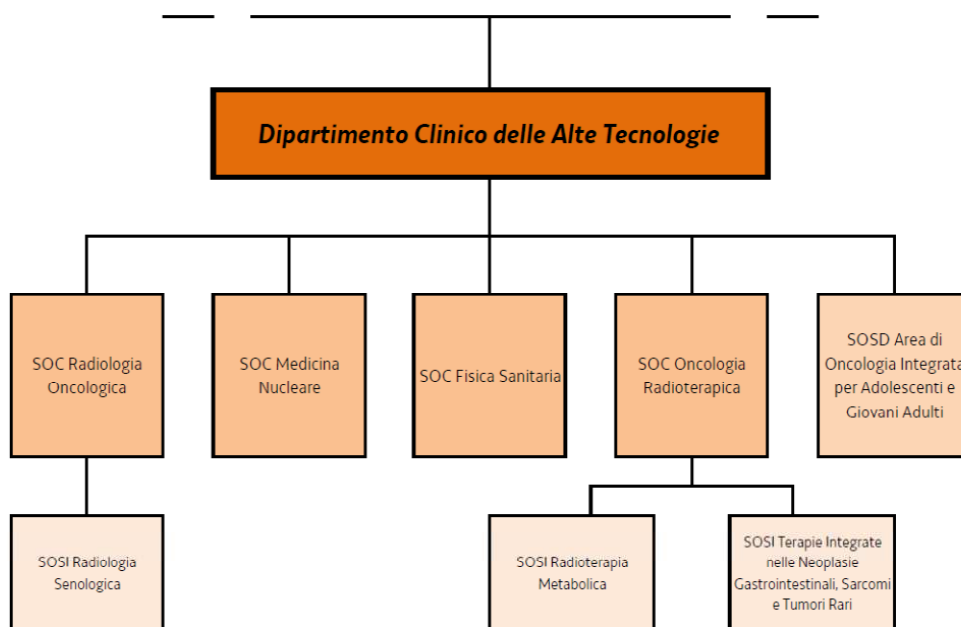 Dipartimento Clinico delle Alte Tecnologie
SOC Radiologia
Oncologica
SOC Medicina
Nucleare
SOC Fisica Sanitaria
SOC Oncologia
Radioterapica
SOSD Area di
Oncologia Integrata
per Adolescenti e
Giovani Adulti
SOSI Radiologia
Senologica
SOSI Radioterapia
Metabolica
SOSI Terapie Integrate
nelle Neoplasie
Gastrointestinali, Sarcomi
e Tumori Rari